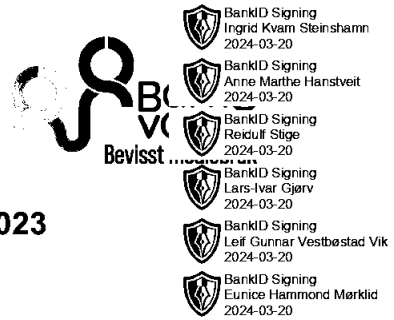 BankID Signing
Ingrid Kvam Steinshamn
2024-03-20
BankID Signing
Anne Marthe Hanstveit
2024-03-20
BankID Signing
Reidulf Stige
2024-03-20
Bevisst
BankID Signing
Lars-Ivar Gjørv
2024-03-20
023
BankID Signing
Leif Gunnar Vestbøstad Vik
2024-03-20
BankID Signing
Eunice Hammond Mørklid
2024-03-20